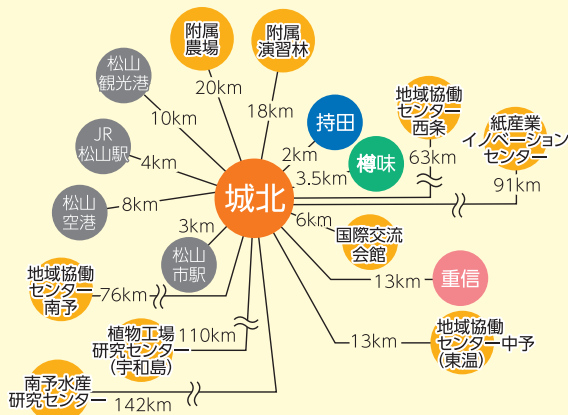 附属
農場
附属
演習林
松山
観光港
20km
18km
10km
持田
地域協働
センター
西条
紙産業
イノベーション
センター
JR
松山駅
4km
2km
樽味
3.5km
63km
91km
松山
空港
8km
城北
3km
6km
国際交流
会館
松山
市駅
地域協働
センター
南予
76km
13km
重信
植物工場
研究センター
(宇和島)
110km
13km
地域協働
センター中予
(東温)
南予水産
研究センター
142km